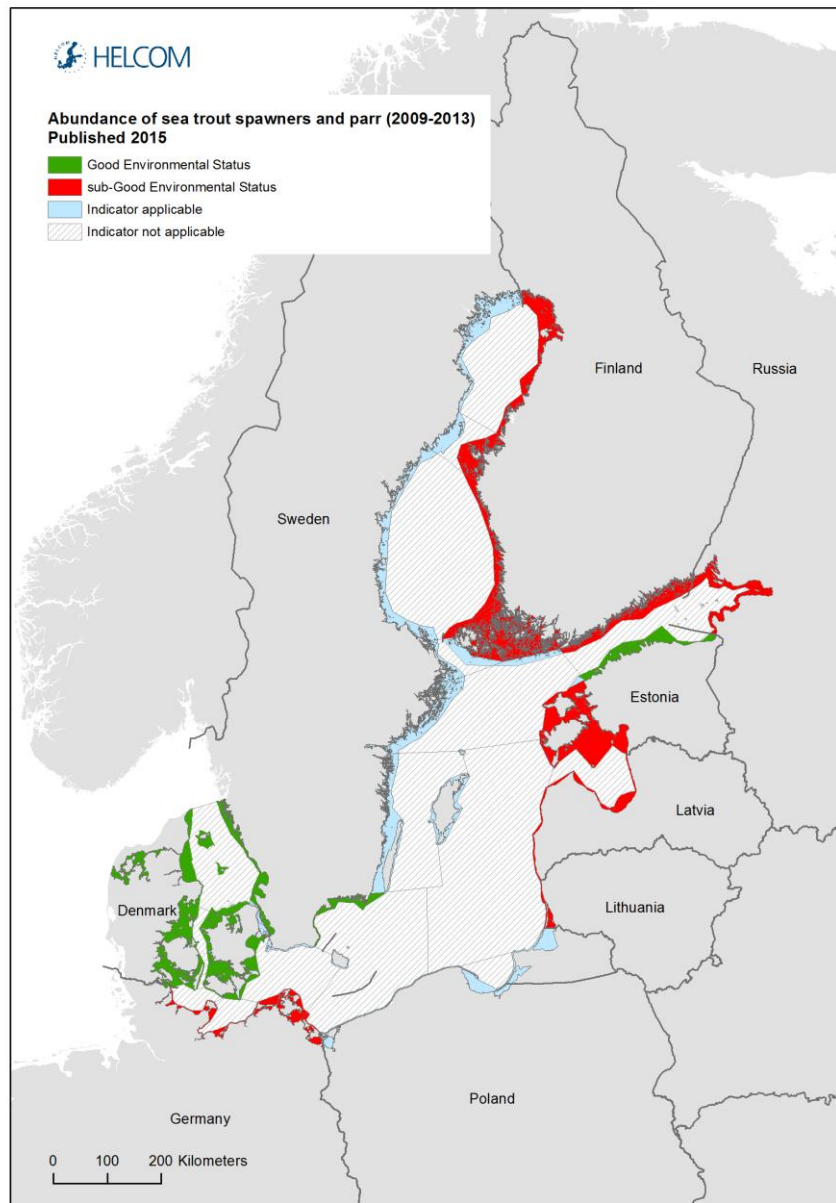 HELCOM
Abundance of sea trout spawners and parr (2009-2013)
Published 2015
Good Environmental Status
sub-Good Environmental Status
Indicator applicable
Indicator not applicable
Finland
Russia
Sweden
Estonia
Latvia
Denmark
Lithuania
Poland
Germany
0 100 200 Kilometers